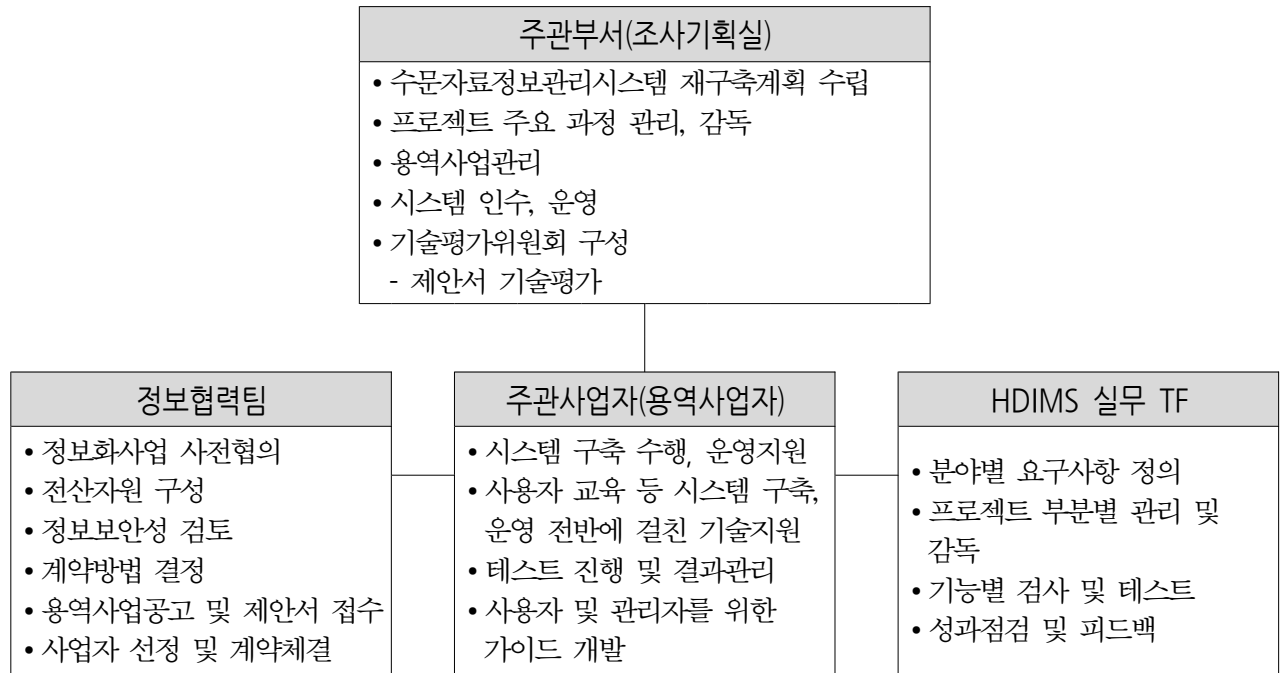 주관부서(조사기획실)
• 수문자료정보관리시스템 재구축계획 수립
• 프로젝트 주요 과정 관리, 감독
• 용역사업관리
• 시스템 인수, 운영
• 기술평가위원회 구성
- 제안서 기술평가
정보협력팀
• 정보화사업 사전협의
• 전산자원 구성
• 정보보안성 검토
• 계약방법 결정
• 용역사업공고 및 제안서 접수
• 사업자 선정 및 계약체결
주관사업자(용역사업자)
• 시스템 구축 수행, 운영지원
• 사용자 교육 등 시스템 구축,
운영 전반에 걸친 기술지원
• 테스트 진행 및 결과관리
• 사용자 및 관리자를 위한
가이드 개발
HDIMS 실무 TF
• 분야별 요구사항 정의
• 프로젝트 부분별 관리 및
감독
• 기능별 검사 및 테스트
• 성과점검 및 피드백